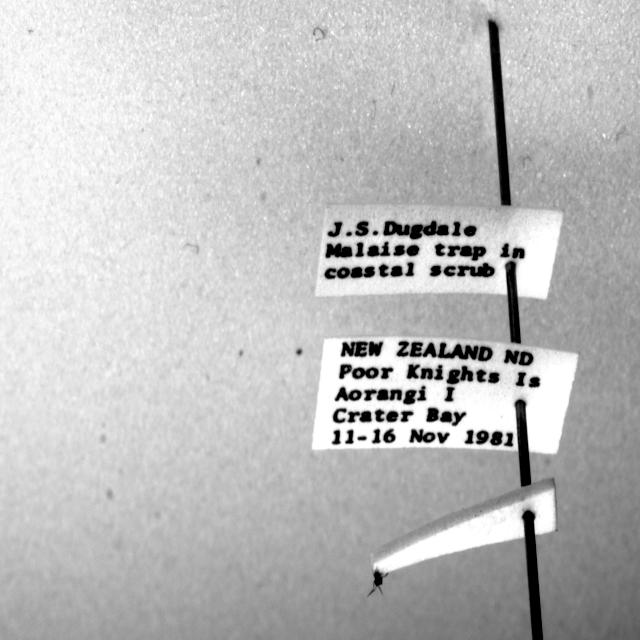 J.S.Dugdale
Malaise trap in
coastal scrub
NEW ZEALAND ND
Poor Knights Is
Aorangi I
Crater Bay
11-16 Nov 1981